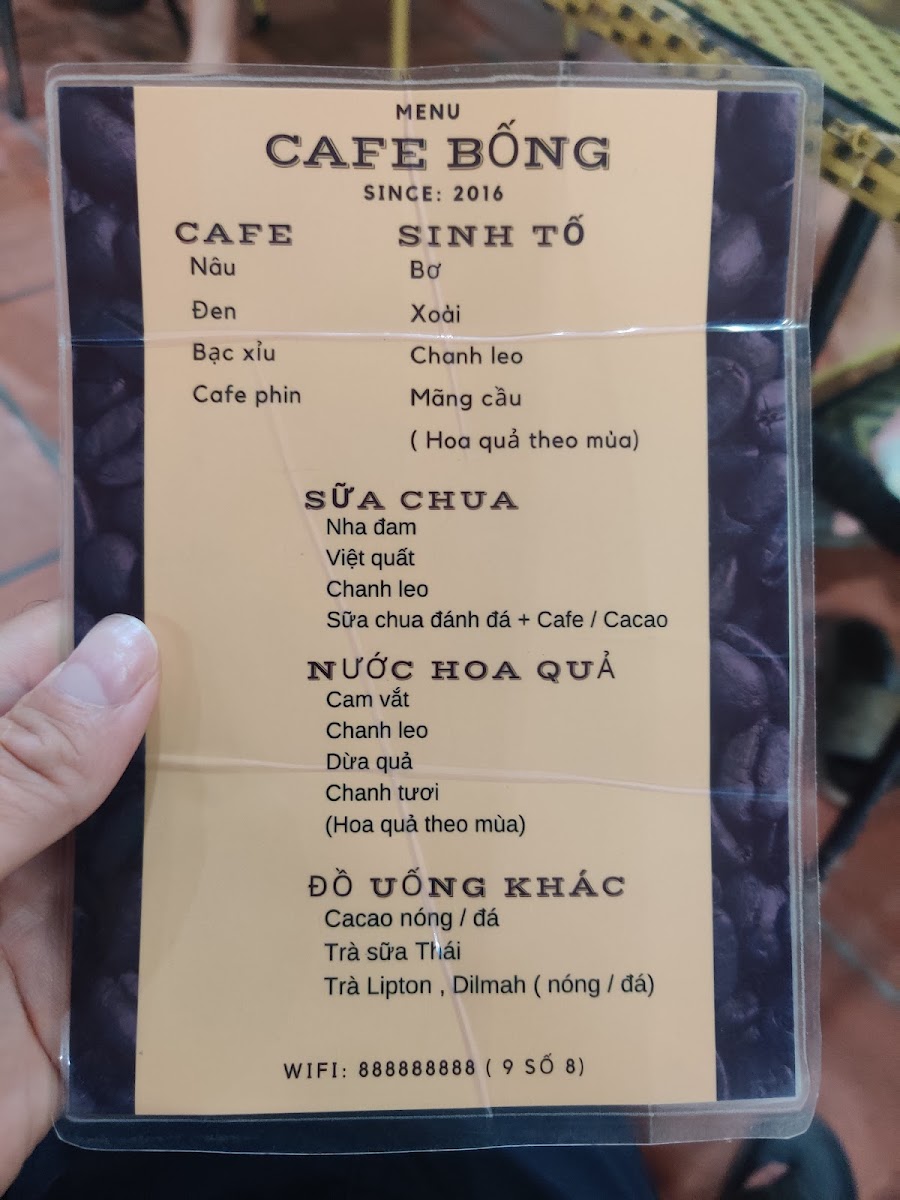 MENU
CAFE BỐNG
SINCE: 2016
CAFE
Nâu
Đen
Bạc xỉu
Cafe phin
SINH TỐ
Bơ
Xoài
Chanh leo
Mãng cầu
( Hoa quả theo mùa)
SỮA CHUA
Nha đam
Việt quất
Chanh leo
Sữa chua đánh đá + Cafe / Cacao
NƯỚC HOA QUẢ
Cam vắt
Chanh leo
Dừa quả
Chanh tươi
(Hoa quả theo mùa)
ĐỒ UỐNG KHÁC
Cacao nóng / đá
Trà sữa Thái
Trà Lipton , Dilmah ( nóng / đá)
WIFI: 888888888 ( 9 SỐ 8)